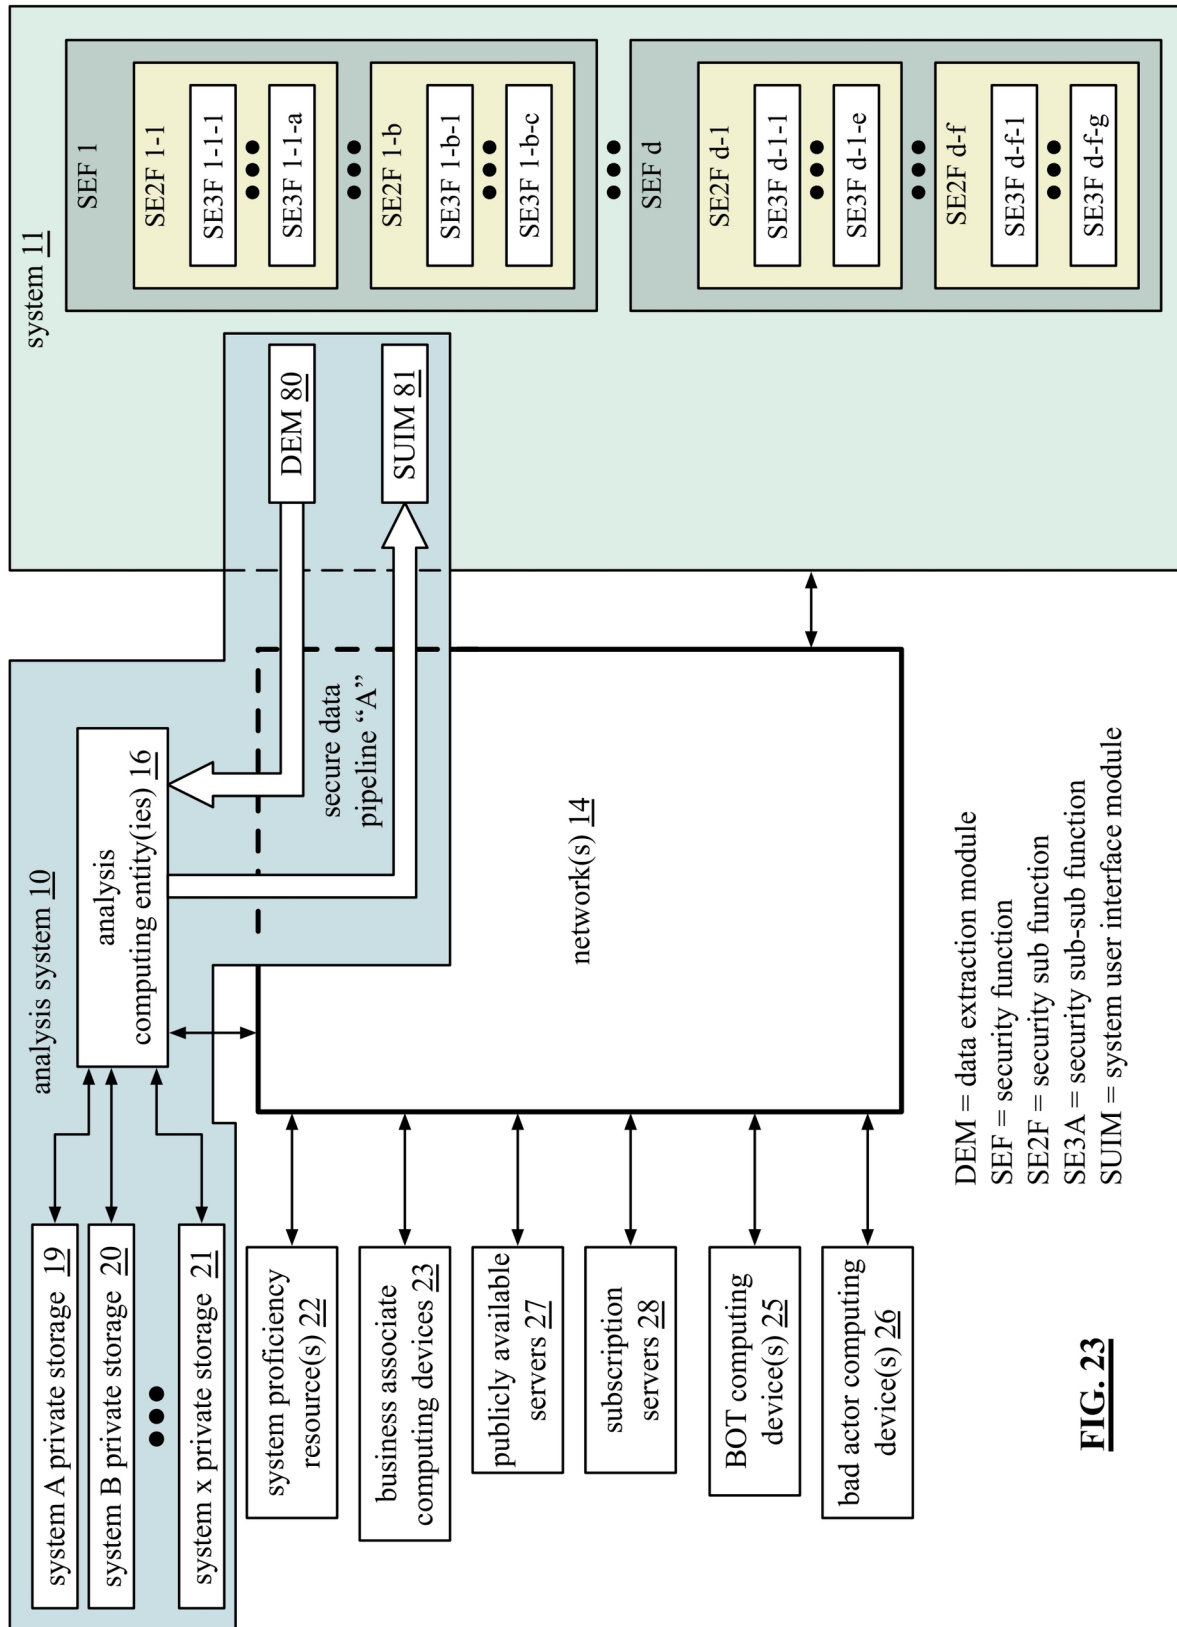 analysis system 10
system A private storage 19
system B private storage 20
system x private storage 21
analysis
computing entity(ies) 16
system proficiency
resource(s) 22
business associate
computing devices 23
publicly available
servers 27
subscription
servers 28
BOT computing
device(s) 25
bad actor computing
device(s) 26
network(s) 14
secure data
pipeline “A”
DEM 80
SUIM 81
system 11
SEF 1
SE2F 1-1
SE3F 1-1-1
SE3F 1-1-a
SE2F 1-b
SE3F 1-b-1
SE3F 1-b-c
SEF d
SE2F d-1
SE3F d-1-1
SE3F d-1-e
SE2F d-f
SE3F d-f-1
SE3F d-f-g
DEM = data extraction module
SEF = security function
SE2F = security sub function
SE3A = security sub-sub function
SUIM = system user interface module
FIG. 23